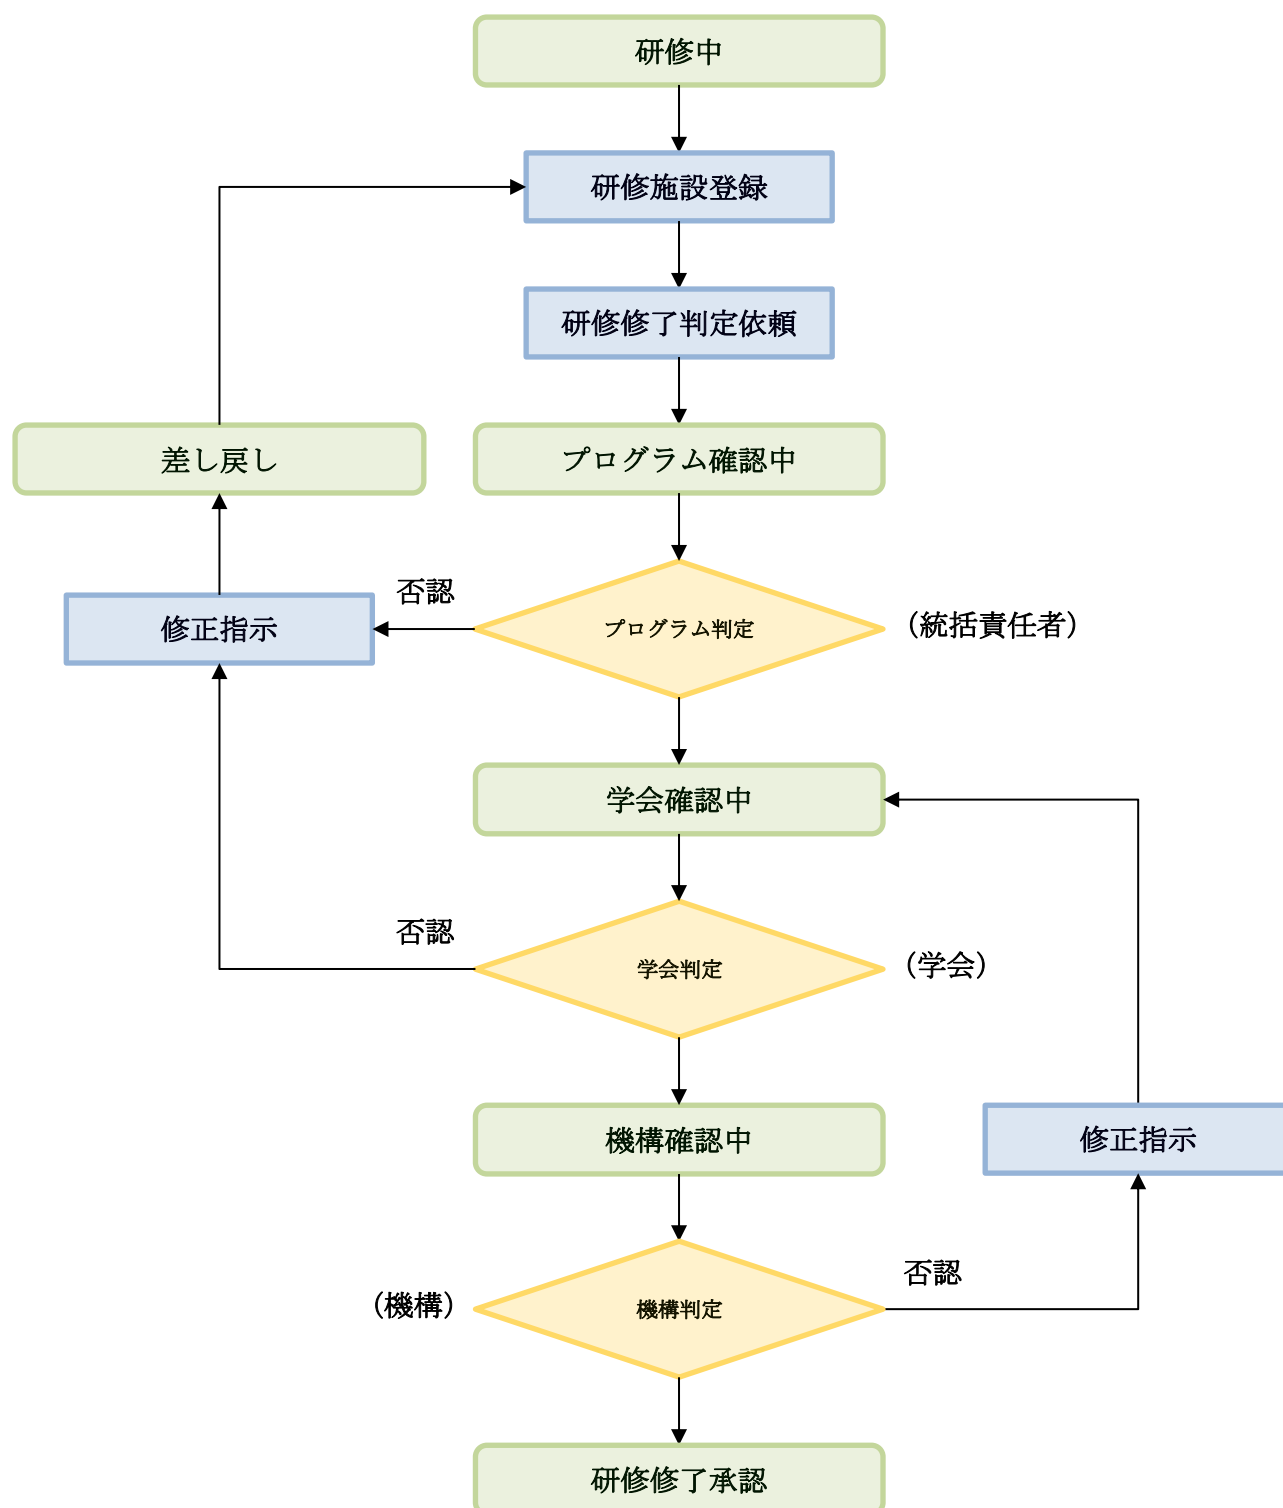 研修中
研修施設登録
研修修了判定依頼
差し戻し
プログラム確認中
否認
修正指示
プログラム判定
（統括責任者）
学会確認中
否認
学会判定
（学会）
機構確認中
修正指示
否認
（機構）
機構判定
研修修了承認